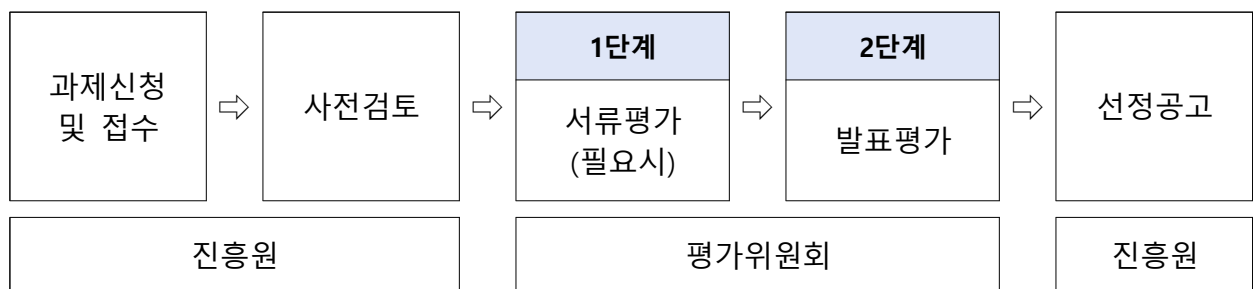 과제신청
및 접수
사전검토
1단계
서류평가
(필요시)
2단계
발표평가
선정공고
진흥원
평가위원회
진흥원